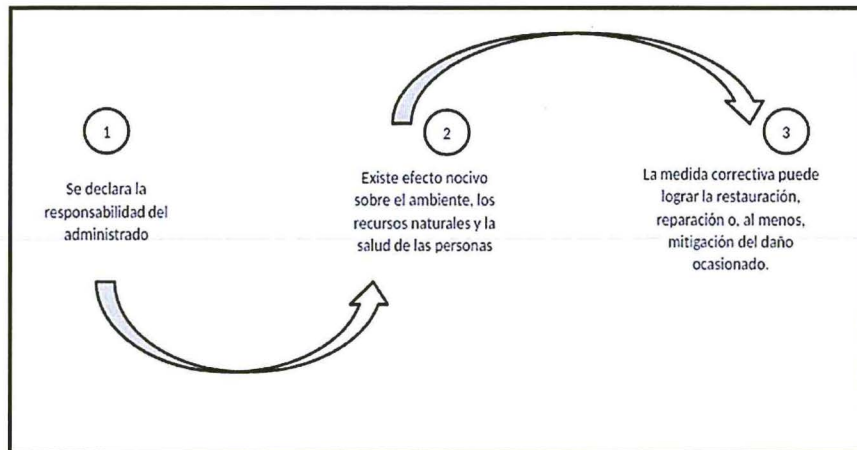 1
Se declara la
responsabilidad del
administrado
2
Existe efecto nocivo
sobre el ambiente, los
recursos naturales y la
salud de las personas
3
La medida correctiva puede
lograr la restauración,
reparación o, al menos,
mitigación del daño
ocasionado.